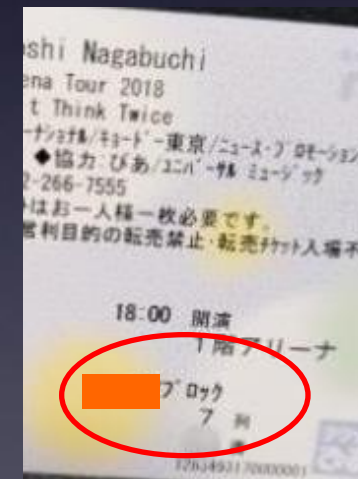 shi Nagabuchi
ena Tour 2018
t Think Twice
ーナショナル/キョードー東京/ニュース・プロモーション
◆協力:ぴあ/ユニバーサル ミュージック
2-266-7555
はお一人様一枚必要です。
営利目的の転売禁止・転売チケット入場不
18:00 開演
1階アリーナ
ブロック
7 列
番